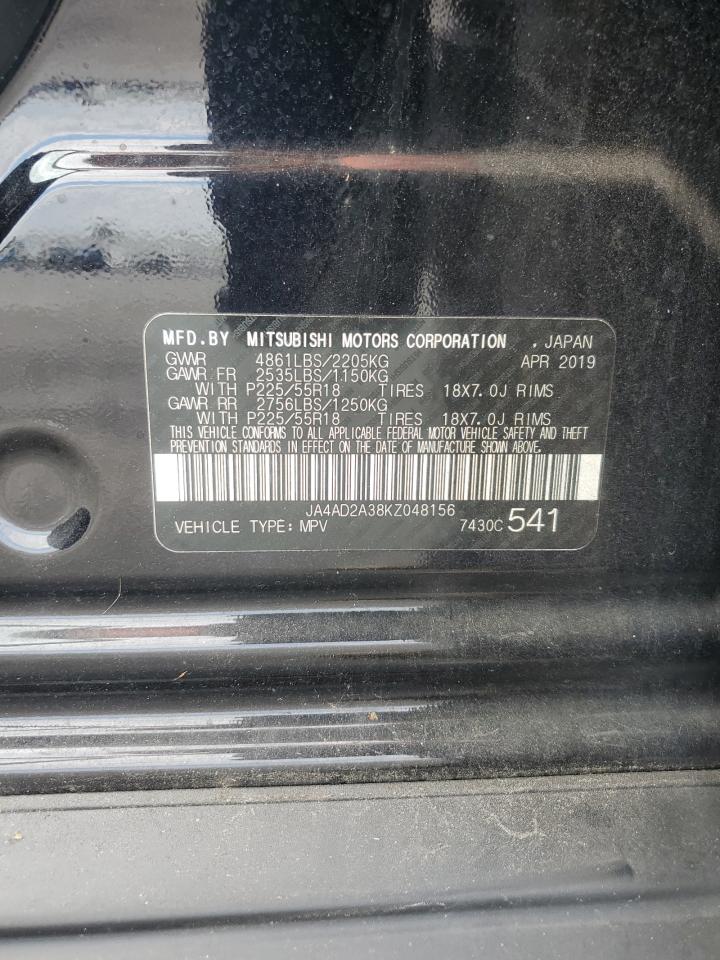 MFD.BY MITSUBISHI MOTORS CORPORATION , JAPAN
GVWR 4861LBS/2205KG APR 2019
GAWR FR 2535LBS/1150KG
WITH P225/55R18 TIRES 18X7.0J RIMS
GAWR RR 2756LBS/1250KG
WITH P225/55R18 TIRES 18X7.0J RIMS
THIS VEHICLE CONFORMS TO ALL APPLICABLE FEDERAL MOTOR VEHICLE SAFETY AND THEFT
PREVENTION STANDARDS IN EFFECT ON THE DATE OF MANUFACTURE SHOWN ABOVE.
JA4AD2A38KZ048156
VEHICLE TYPE: MPV 7430C 541